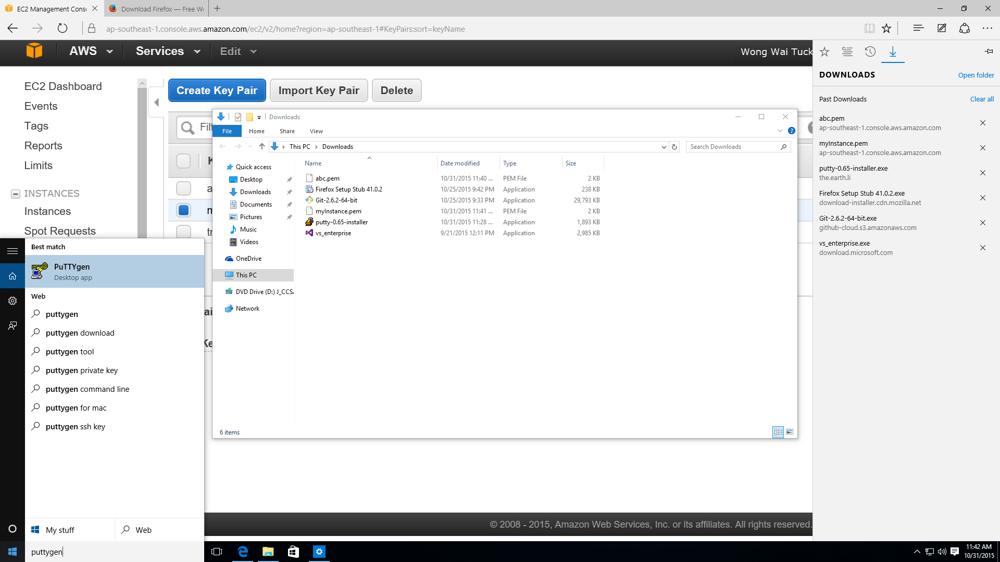 EC2 Management Conso
Download Firefox — Free We
ap-southeast-1.console.aws.amazon.com/ec2/v2/home?region=ap-southeast-1#KeyPairs:sort=keyName
AWS
Services
Edit
Wong Wai Tuck
EC2 Dashboard
Events
Tags
Reports
Limits
INSTANCES
Instances
Spot Requests
Create Key Pair
Import Key Pair
Delete
Filt
K
a
m
tr
ai
Ke
Downloads
File
Home
Share
View
This PC
Downloads
Search Downloads
Quick access
Desktop
Downloads
Documents
Pictures
Music
Videos
OneDrive
This PC
DVD Drive (D:) J_CCSA
Network
Name Date modified Type Size
abc.pem 10/31/2015 11:40 ... PEM File 2 KB
Firefox Setup Stub 41.0.2 10/25/2015 9:42 PM Application 238 KB
Git-2.6.2-64-bit 10/25/2015 9:33 PM Application 29,793 KB
myInstance.pem 10/31/2015 11:41 ... PEM File 2 KB
putty-0.65-installer 10/31/2015 11:28 ... Application 1,893 KB
vs_enterprise 9/21/2015 12:11 PM Application 2,985 KB
6 items
DOWNLOADS
Open folder
Past Downloads
Clear all
abc.pem
ap-southeast-1.console.aws.amazon.com
myInstance.pem
ap-southeast-1.console.aws.amazon.com
putty-0.65-installer.exe
the.earth.li
Firefox Setup Stub 41.0.2.exe
download-installer.cdn.mozilla.net
Git-2.6.2-64-bit.exe
github-cloud.s3.amazonaws.com
vs_enterprise.exe
download.microsoft.com
Best match
PuTTYgen
Desktop app
Web
puttygen
puttygen download
puttygen tool
puttygen private key
puttygen command line
puttygen for mac
puttygen ssh key
My stuff
Web
puttygen
© 2008 - 2015, Amazon Web Services, Inc. or its affiliates. All rights reserved.
11:42 AM
10/31/2015